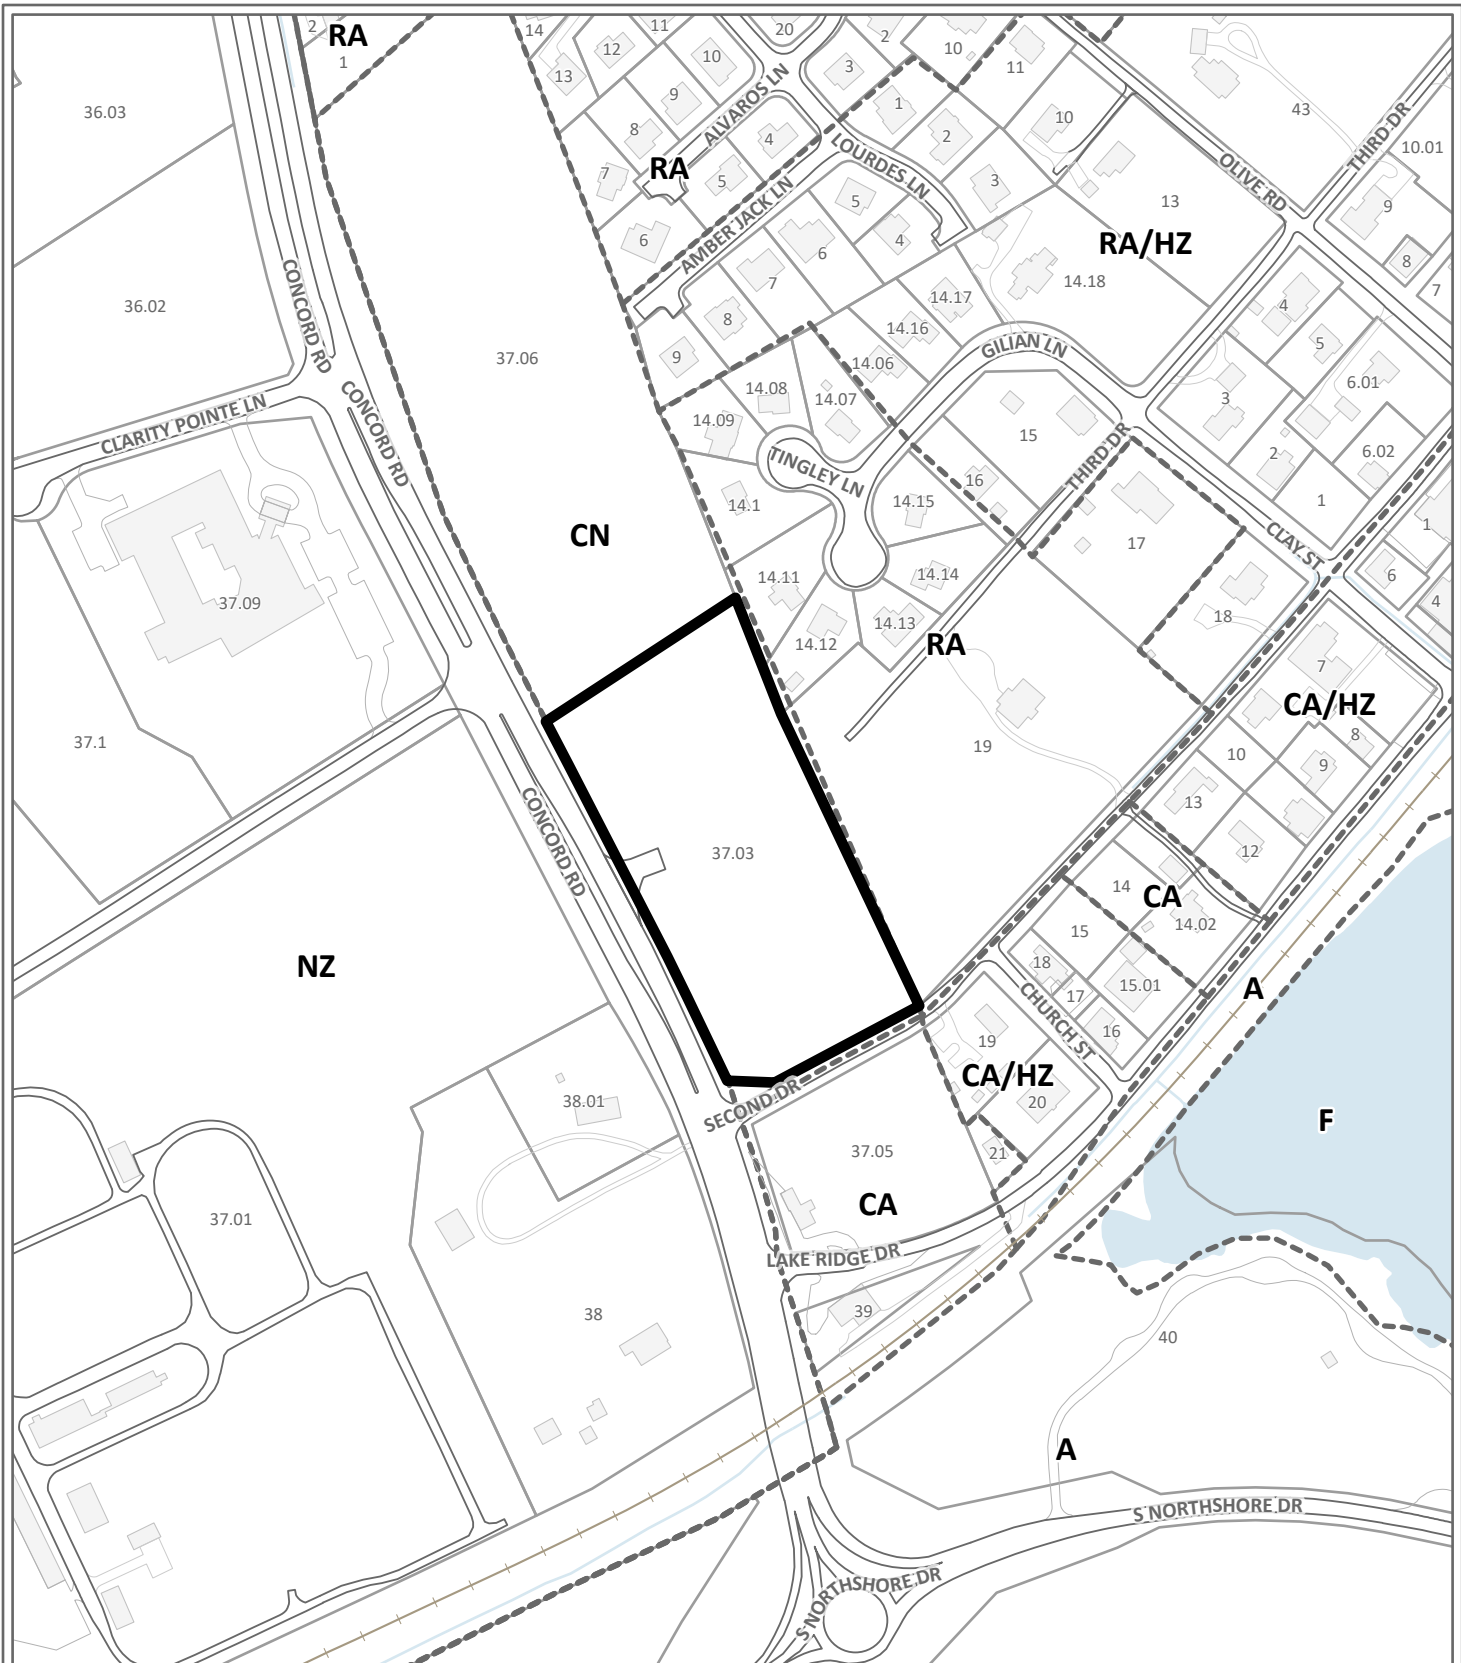 2
RA
1
14
11
12
13
10
20
3
2
10
11
43
36.03
9
8
7
ALVAROS LN
4
5
RA
6
1
2
LOURDES LN
3
10
13
OLIVE RD
THIRD DR
10.01
9
8
7
RA/HZ
AMBER JACK LN
5
4
6
7
8
9
14.18
14.17
14.16
14.06
GILIAN LN
CONCORD RD
36.02
37.06
CONCORD RD
CLARITY POINTE LN
14.08
14.07
14.09
TINGLEY LN
14.1
14.15
15
16
THIRD DR
4
5
6.01
3
2
6.02
1
CLAY ST
1
6
4
CN
37.09
37.1
14.11
14.12
14.13
14.14
RA
17
18
7
CA/HZ
8
10
9
13
12
19
37.03
CONCORD RD
NZ
14
CA
14.02
15
18
17
15.01
16
CHURCH ST
A
19
CA/HZ
20
21
F
SECOND DR
38.01
37.05
CA
LAKE RIDGE DR
37.01
38
39
40
A
S NORTHSHORE DR
S NORTHSHORE DR